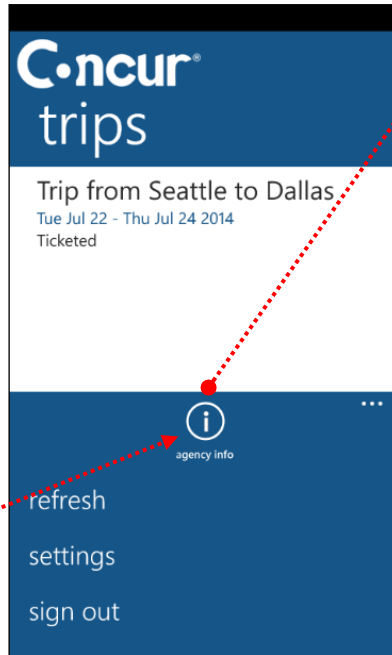 Concur®
trips
Trip from Seattle to Dallas
Tue Jul 22 - Thu Jul 24 2014
Ticketed
...
agency info
refresh
settings
sign out